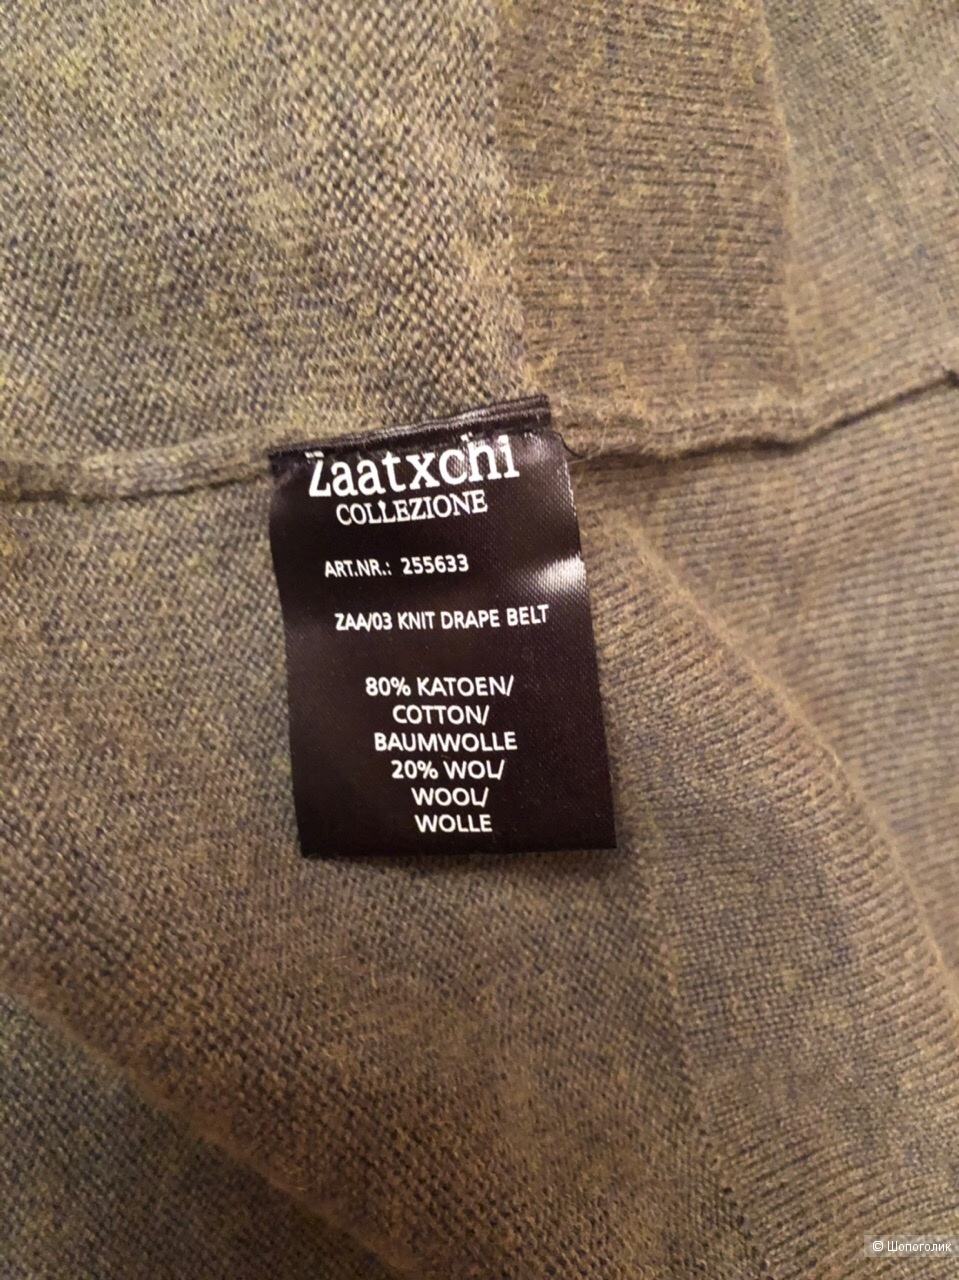 Zaatxchi
COLLEZIONE
ART.NR.: 255633
ZAA/03 KNIT DRAPE BELT
80% KATOEN/
COTTON/
BAUMWOLLE
20% WOL/
WOOL/
WOLLE
© Шопоголик